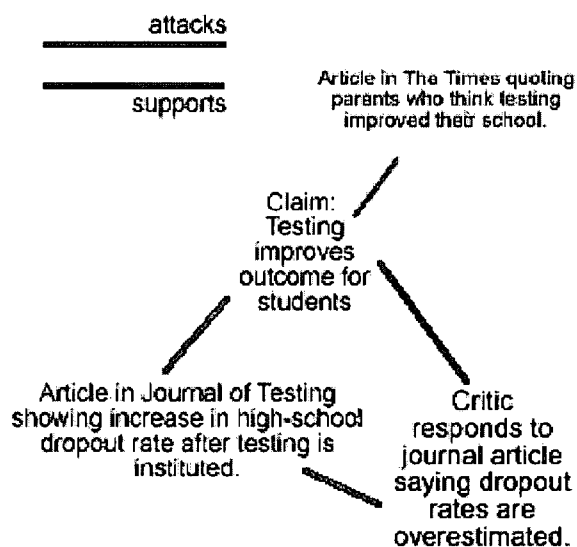 attacks
supports
Article in The Times quoting
parents who think testing
improved their school.
Claim:
Testing
improves
outcome for
students
Article in Journal of Testing
showing increase in high-school
dropout rate after testing is
instituted.
Critic
responds to
journal article
saying dropout
rates are
overestimated.